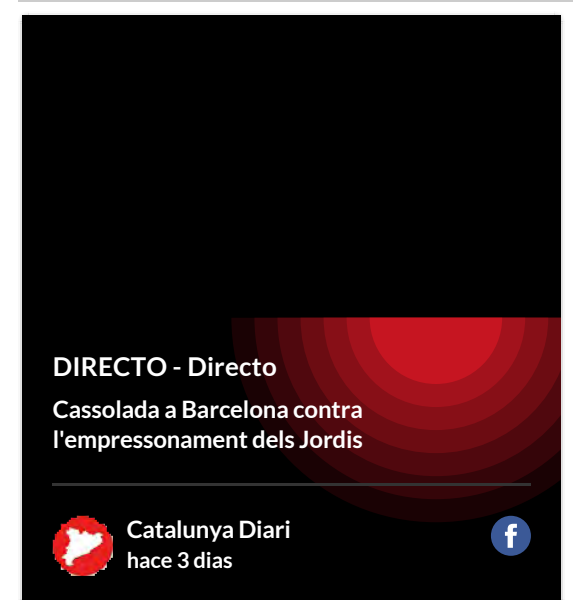 DIRECTO - Directo
Cassolada a Barcelona contra
l'empressonament dels Jordis
Catalunya Diari
hace 3 dias